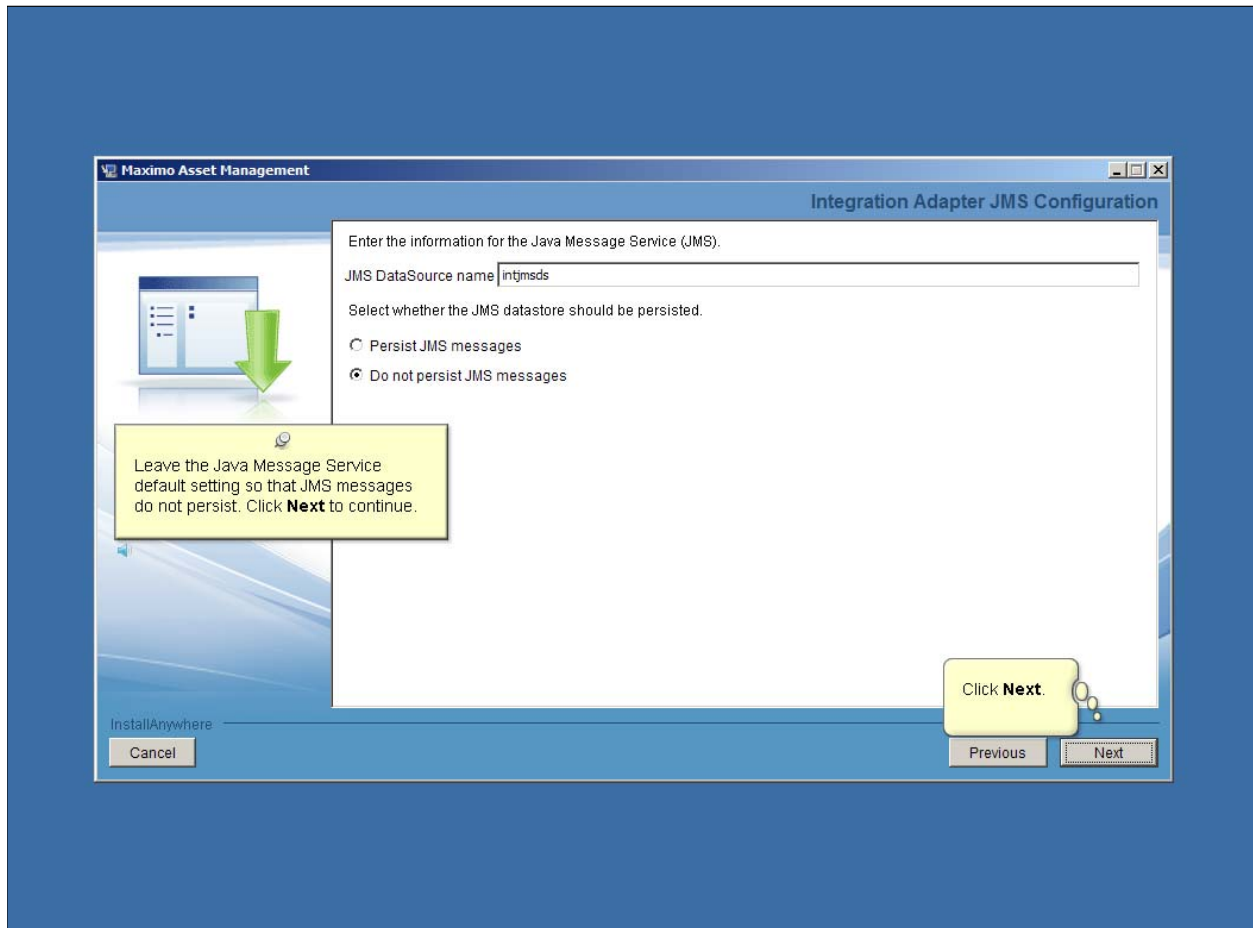 Maximo Asset Management
Integration Adapter JMS Configuration
Enter the information for the Java Message Service (JMS).
JMS DataSource name intjmsds
Select whether the JMS datastore should be persisted.
Persist JMS messages
Do not persist JMS messages
Leave the Java Message Service
default setting so that JMS messages
do not persist. Click Next to continue.
Click Next.
InstallAnywhere
Cancel
Previous
Next